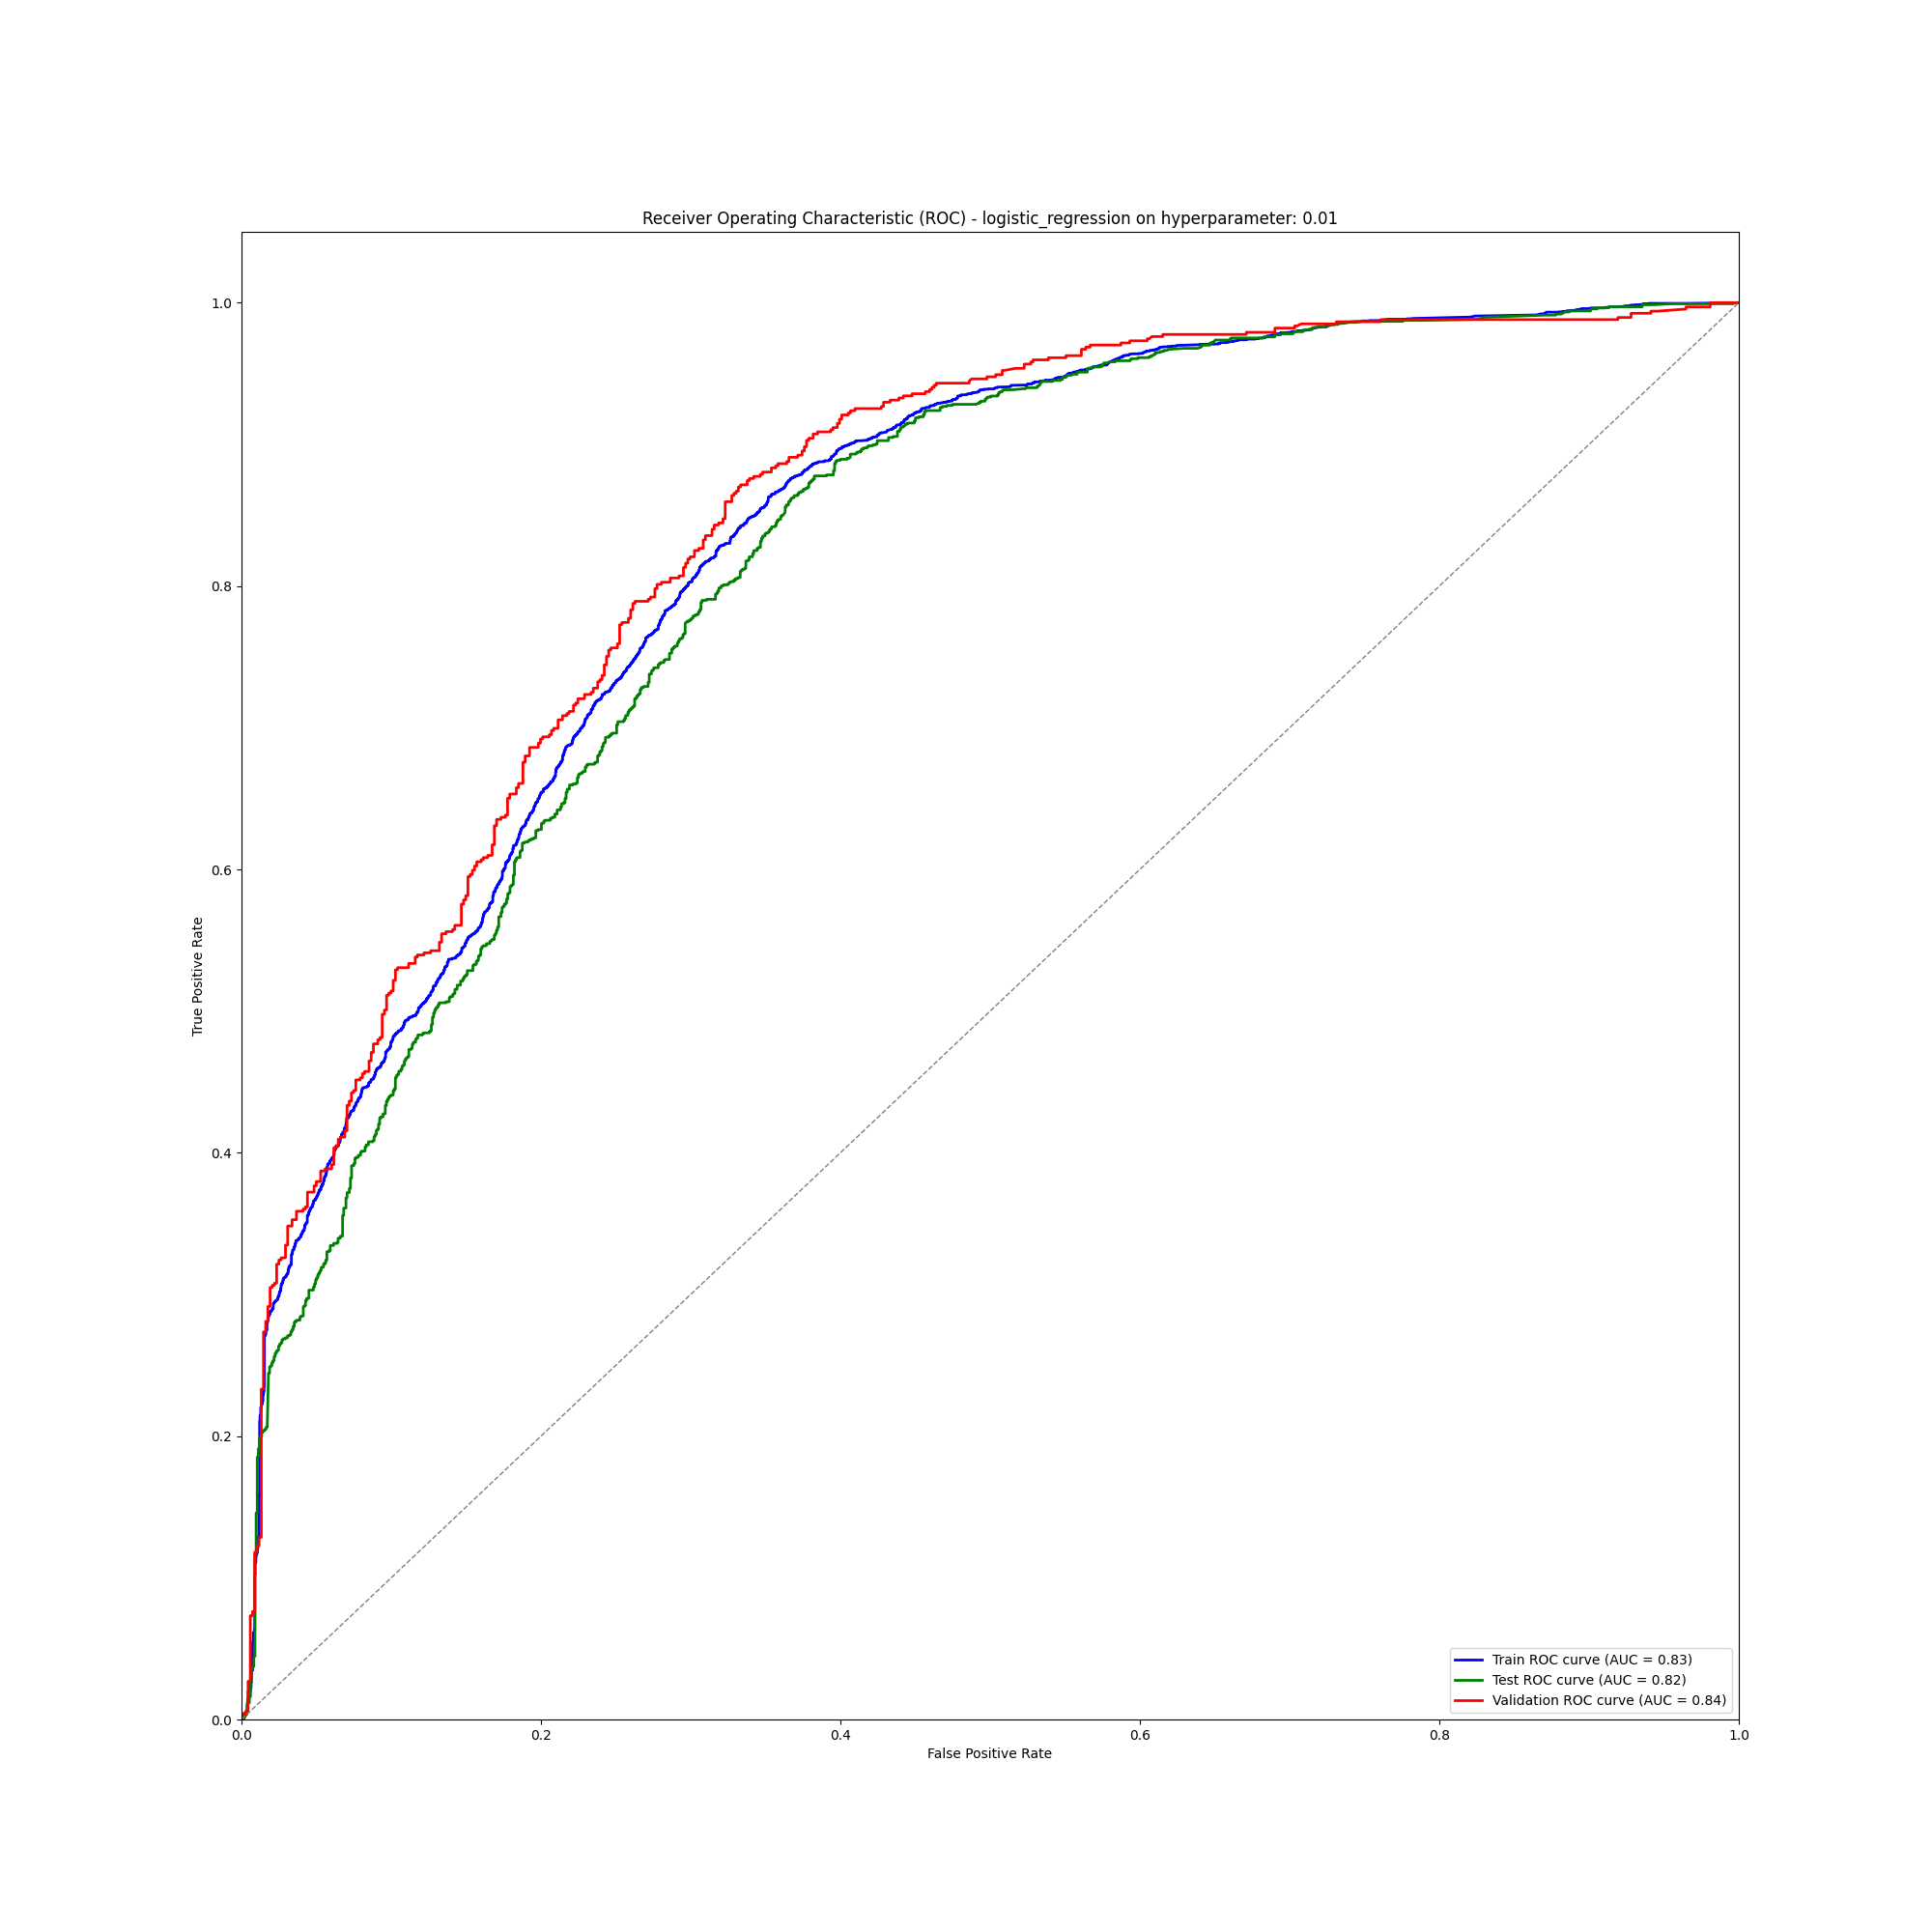 Receiver Operating Characteristic (ROC) - logistic_regression on hyperparameter: 0.01
1.0
0.8
0.6
0.4
0.2
0.0
True Positive Rate
0.0 0.2 0.4 0.6 0.8 1.0
False Positive Rate
Train ROC curve (AUC = 0.83)
Test ROC curve (AUC = 0.82)
Validation ROC curve (AUC = 0.84)